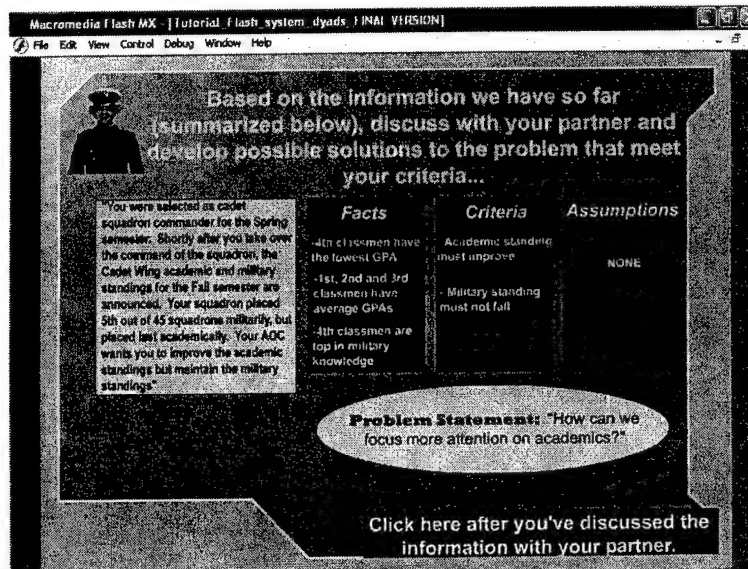 Macromedia Flash MX - [Tutorial_Flash_system_dyads_FINAL VERSION]
File Edit View Control Debug Window Help
Based on the information we have so far
(summarized below), discuss with your partner and
develop possible solutions to the problem that meet
your criteria...
"You were selected as cadet
squadron commander for the Spring
semester. Shortly after you take over
the command of the squadron, the
Cadet Wing academic and military
standings for the Fall semester are
announced. Your squadron placed
5th out of 45 squadrons militarily, but
placed last academically. Your AOC
wants you to improve the academic
standings but maintain the military
standings"
Facts
-4th classmen have
the lowest GPA
-1st, 2nd and 3rd
classmen have
average GPAs
-4th classmen are
top in military
knowledge
Criteria
- Academic standing
must improve
- Military standing
must not fall
Assumptions
NONE
Problem Statement: "How can we
focus more attention on academics?"
Click here after you've discussed the
information with your partner.